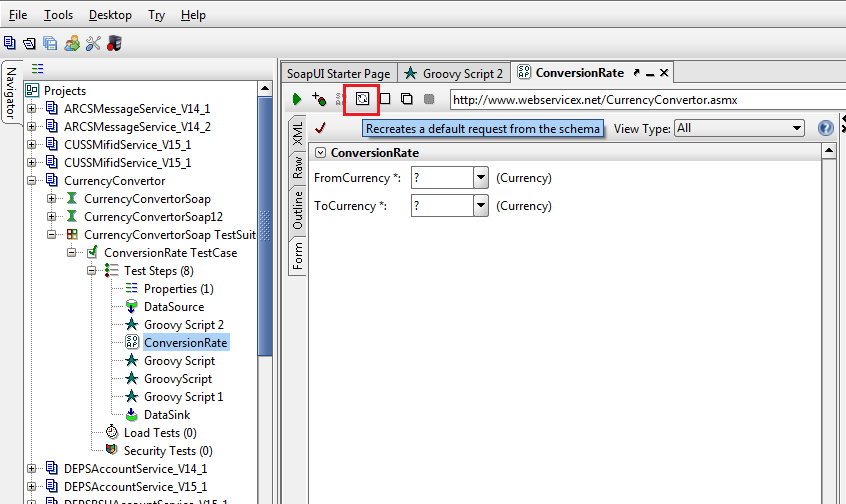 File Tools Desktop Try Help
Navigator
Projects
ARCSMessageService_V14_1
ARCSMessageService_V14_2
CUSSMifidService_V15_1
CUSSMifidService_V15_1
CurrencyConvertor
CurrencyConvertorSoap
CurrencyConvertorSoap12
CurrencyConvertorSoap TestSuit
ConversionRate TestCase
Test Steps (8)
Properties (1)
DataSource
Groovy Script 2
ConversionRate
Groovy Script
GroovyScript
Groovy Script 1
DataSink
Load Tests (0)
Security Tests (0)
DEPSAccountService_V14_1
DEPSAccountService_V15_1
SoapUI Starter Page Groovy Script 2 ConversionRate
http://www.webservicex.net/CurrencyConvertor.asmx
Recreates a default request from the schema View Type: All
XML
Raw
Outline
Form
ConversionRate
FromCurrency *: ? (Currency)
ToCurrency *: ? (Currency)